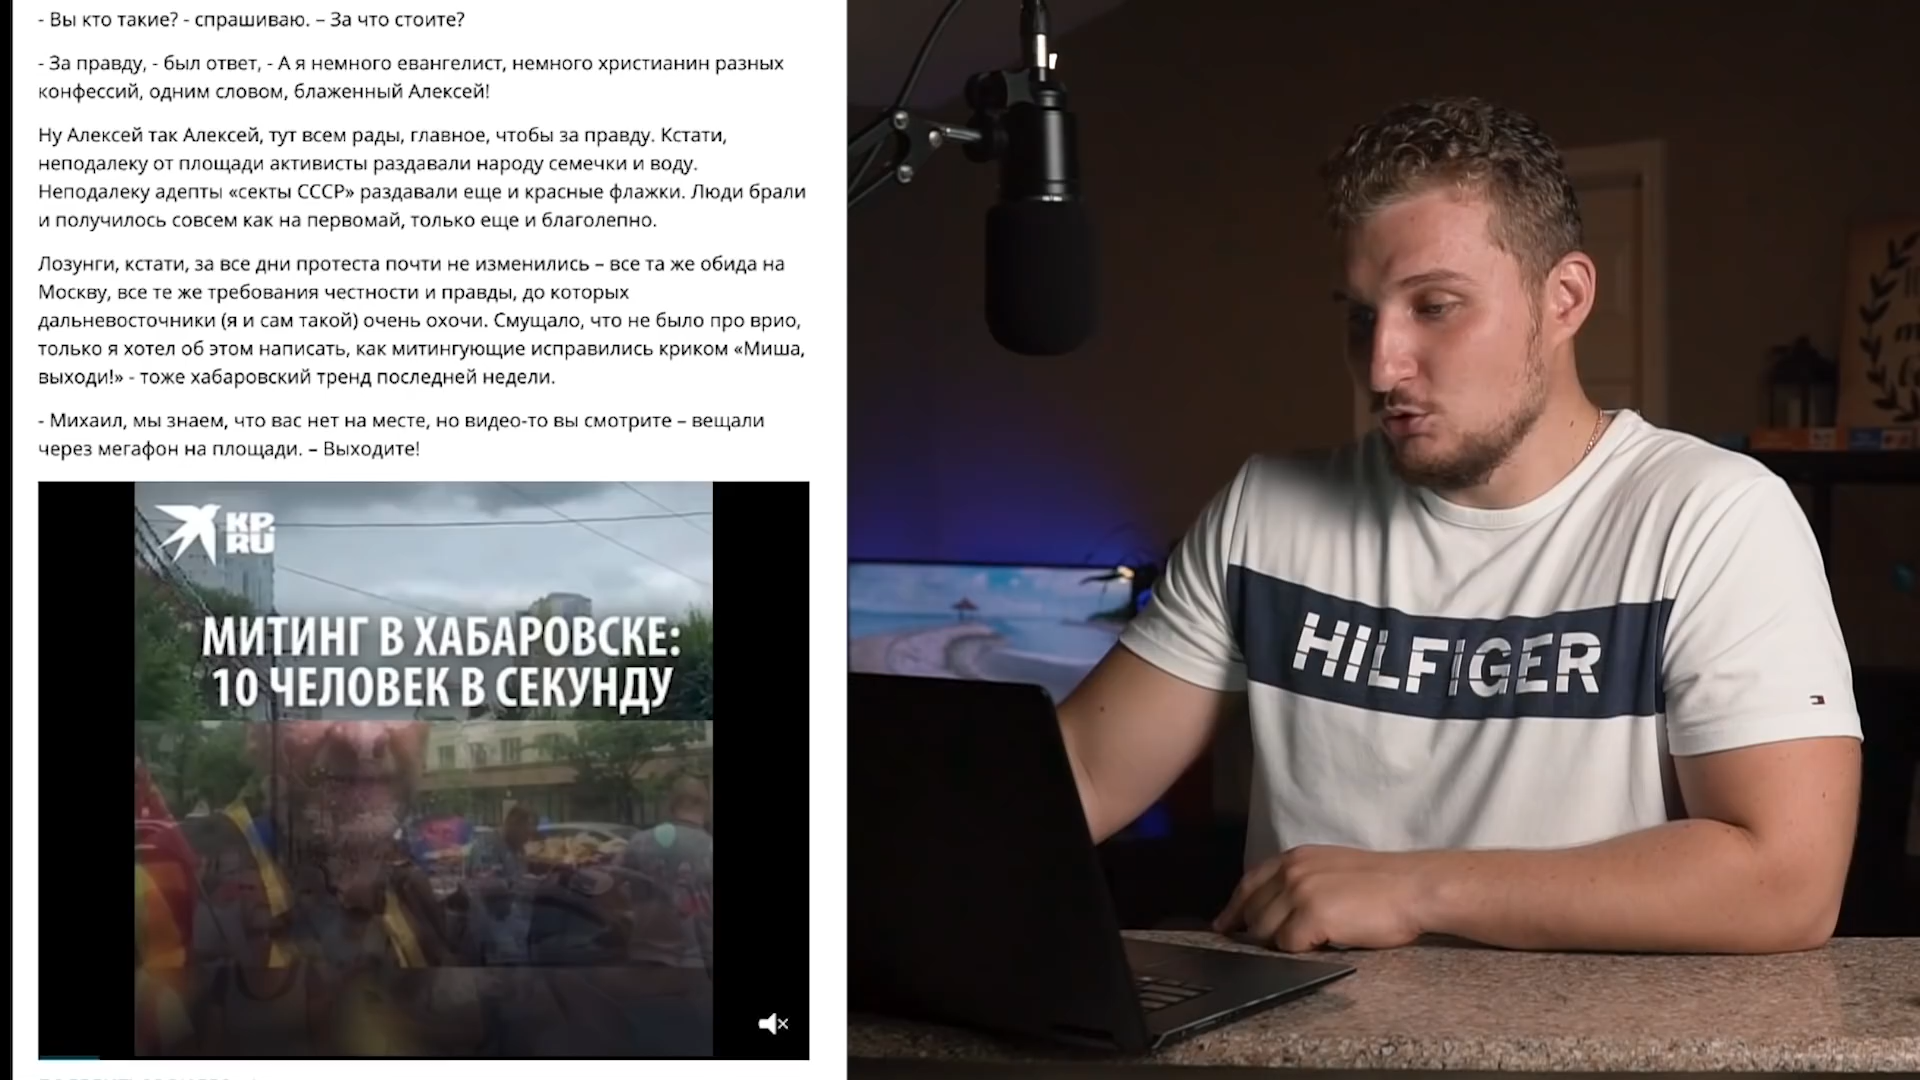 - Вы кто такие? - спрашиваю. – За что стоите?
- За правду, - был ответ, - А я немного евангелист, немного христианин разных
конфессий, одним словом, блаженный Алексей!
Ну Алексей так Алексей, тут всем рады, главное, чтобы за правду. Кстати,
неподалеку от площади активисты раздавали народу семечки и воду.
Неподалеку адепты «секты СССР» раздавали еще и красные флажки. Люди брали
и получилось совсем как на первомай, только еще и благолепно.
Лозунги, кстати, за все дни протеста почти не изменились – все та же обида на
Москву, все те же требования честности и правды, до которых
дальневосточники (я и сам такой) очень охочи. Смущало, что не было про врио,
только я хотел об этом написать, как митингующие исправились криком «Миша,
выходи!» - тоже хабаровский тренд последней недели.
- Михаил, мы знаем, что вас нет на месте, но видео-то вы смотрите – вещали
через мегафон на площади. – Выходите!
KP.
RU
МИТИНГ В ХАБАРОВСКЕ:
10 ЧЕЛОВЕК В СЕКУНДУ
HILFIGER